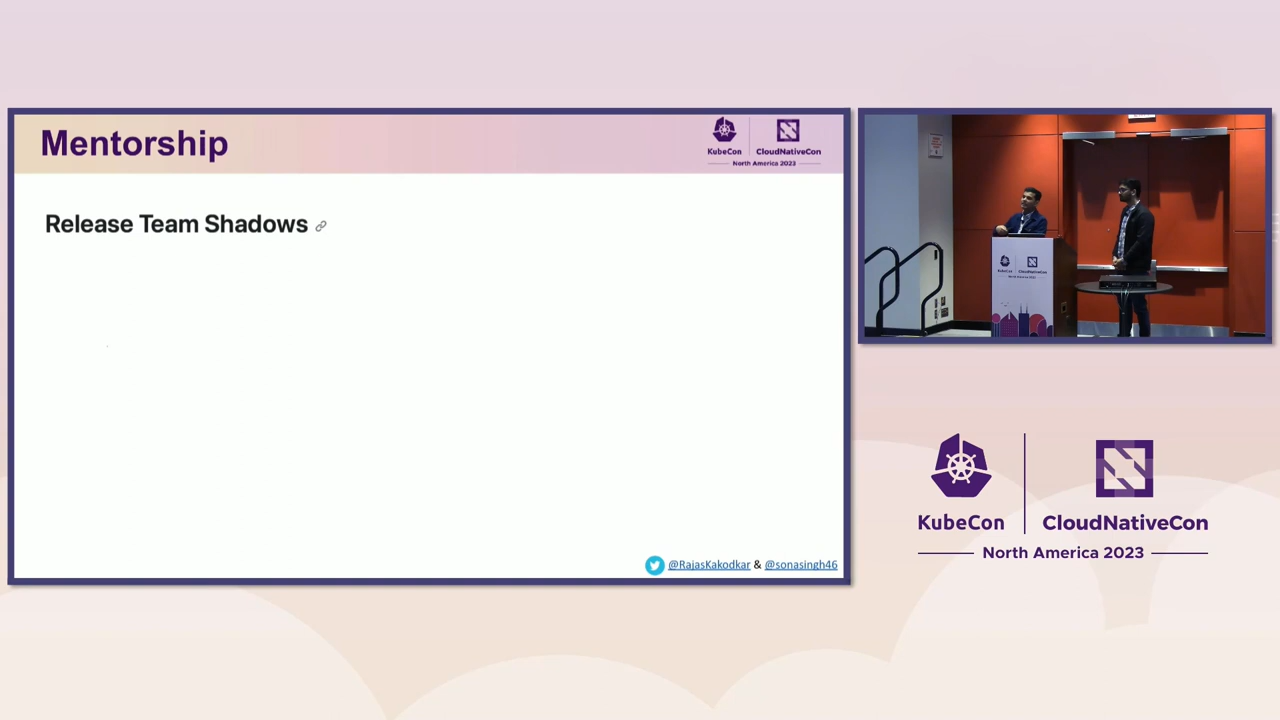 Mentorship
KubeCon
CloudNativeCon
North America 2023
Release Team Shadows
@RajasKakodkar & @sonasingh46
KubeCon
CloudNativeCon
North America 2023